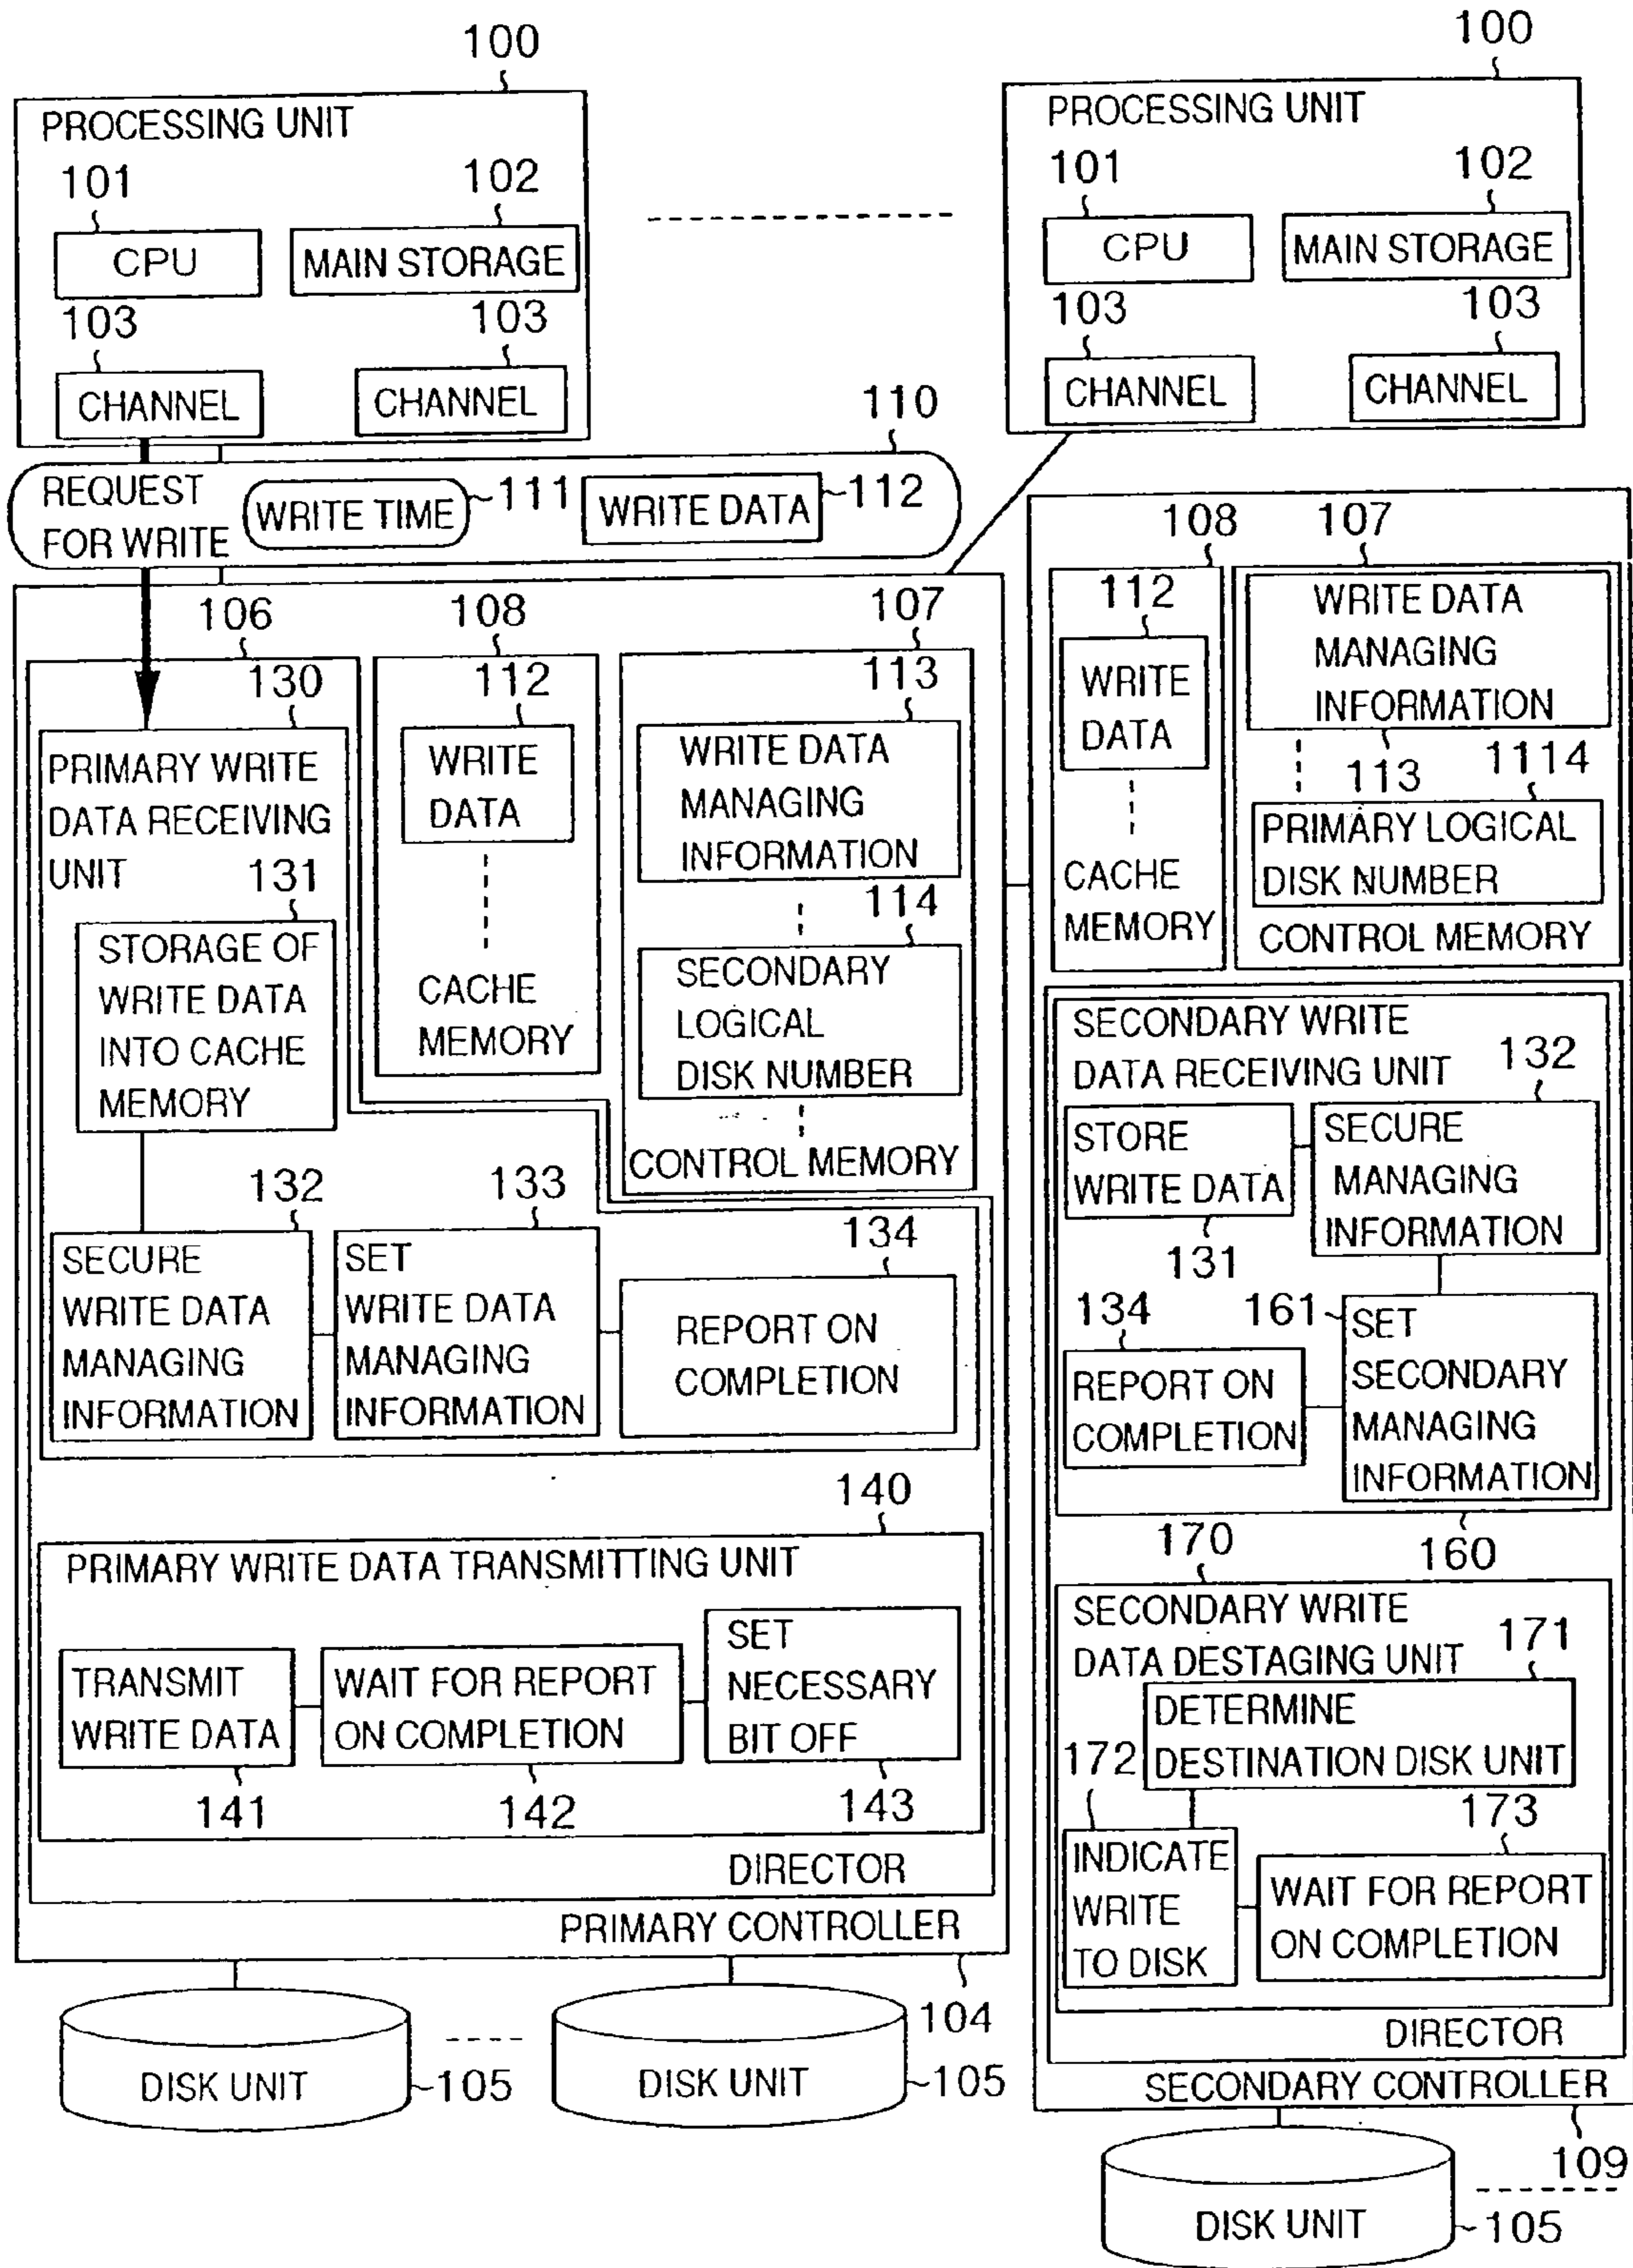 100
PROCESSING UNIT
101
102
CPU
MAIN STORAGE
103
103
CHANNEL
CHANNEL
100
PROCESSING UNIT
101
102
CPU
MAIN STORAGE
103
103
CHANNEL
CHANNEL
110
REQUEST
FOR WRITE
WRITE TIME
111
WRITE DATA
112
106
130
PRIMARY WRITE
DATA RECEIVING
UNIT
131
STORAGE OF
WRITE DATA
INTO CACHE
MEMORY
108
112
WRITE
DATA
CACHE
MEMORY
107
113
WRITE DATA
MANAGING
INFORMATION
114
SECONDARY
LOGICAL
DISK NUMBER
CONTROL MEMORY
132
SECURE
WRITE DATA
MANAGING
INFORMATION
133
SET
WRITE DATA
MANAGING
INFORMATION
134
REPORT ON
COMPLETION
140
PRIMARY WRITE DATA TRANSMITTING UNIT
TRANSMIT
WRITE DATA
141
WAIT FOR REPORT
ON COMPLETION
142
SET
NECESSARY
BIT OFF
143
DIRECTOR
PRIMARY CONTROLLER
104
DISK UNIT
105
DISK UNIT
105
108
112
WRITE
DATA
CACHE
MEMORY
107
WRITE DATA
MANAGING
INFORMATION
113
1114
PRIMARY LOGICAL
DISK NUMBER
CONTROL MEMORY
SECONDARY WRITE
DATA RECEIVING UNIT
132
STORE
WRITE DATA
131
SECURE
MANAGING
INFORMATION
134
REPORT ON
COMPLETION
161
SET
SECONDARY
MANAGING
INFORMATION
160
170
SECONDARY WRITE
DATA DESTAGING UNIT
171
DETERMINE
DESTINATION DISK UNIT
172
INDICATE
WRITE
TO DISK
173
WAIT FOR REPORT
ON COMPLETION
DIRECTOR
SECONDARY CONTROLLER
109
DISK UNIT
105